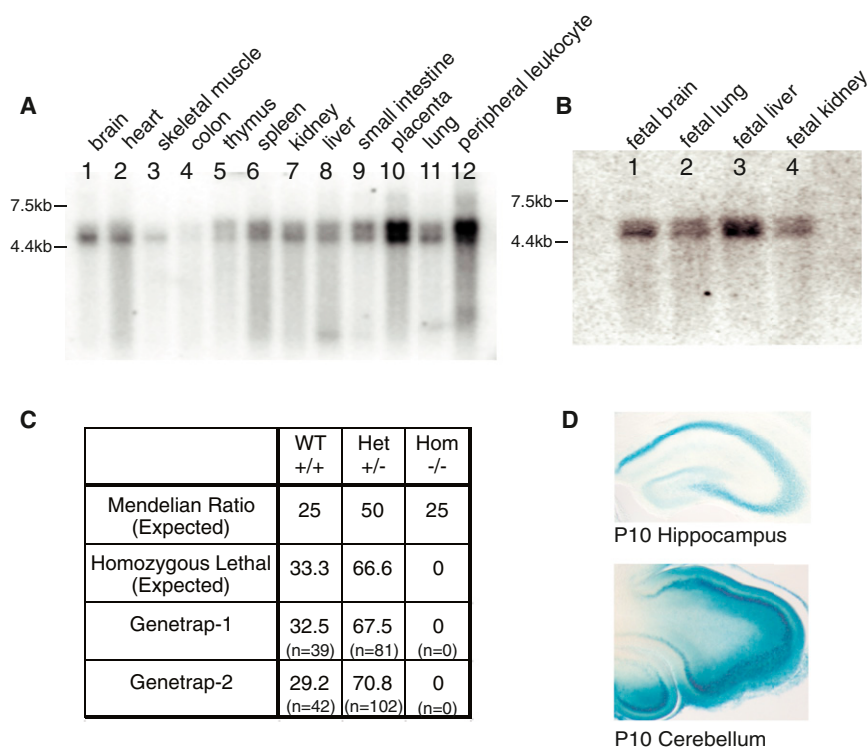 A
brain
heart
skeletal muscle
colon
thymus
spleen
kidney
liver
small intestine
placenta
lung
peripheral leukocyte
1 2 3 4 5 6 7 8 9 10 11 12
7.5kb
4.4kb
B
fetal brain
fetal lung
fetal liver
fetal kidney
1 2 3 4
7.5kb
4.4kb
C
WT Het Hom
+/+ +/- -/-
Mendelian Ratio
(Expected)
25 50 25
Homozygous Lethal
(Expected)
33.3 66.6 0
Genetrap-1 32.5 67.5 0
(n=39) (n=81) (n=0)
Genetrap-2 29.2 70.8 0
(n=42) (n=102) (n=0)
D
P10 Hippocampus
P10 Cerebellum